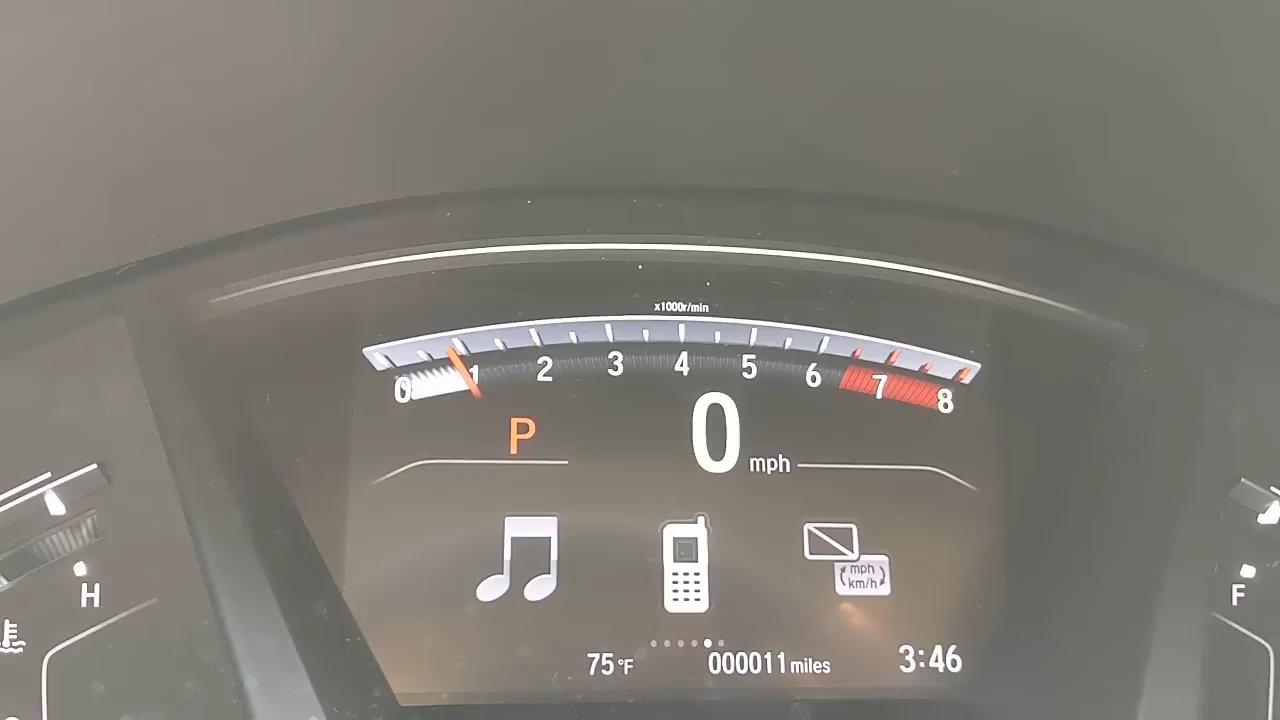 x1000r/min
0 1 2 3 4 5 6 7 8
P 0 mph
mph
km/h
H
F
75 °F 000011 miles 3:46